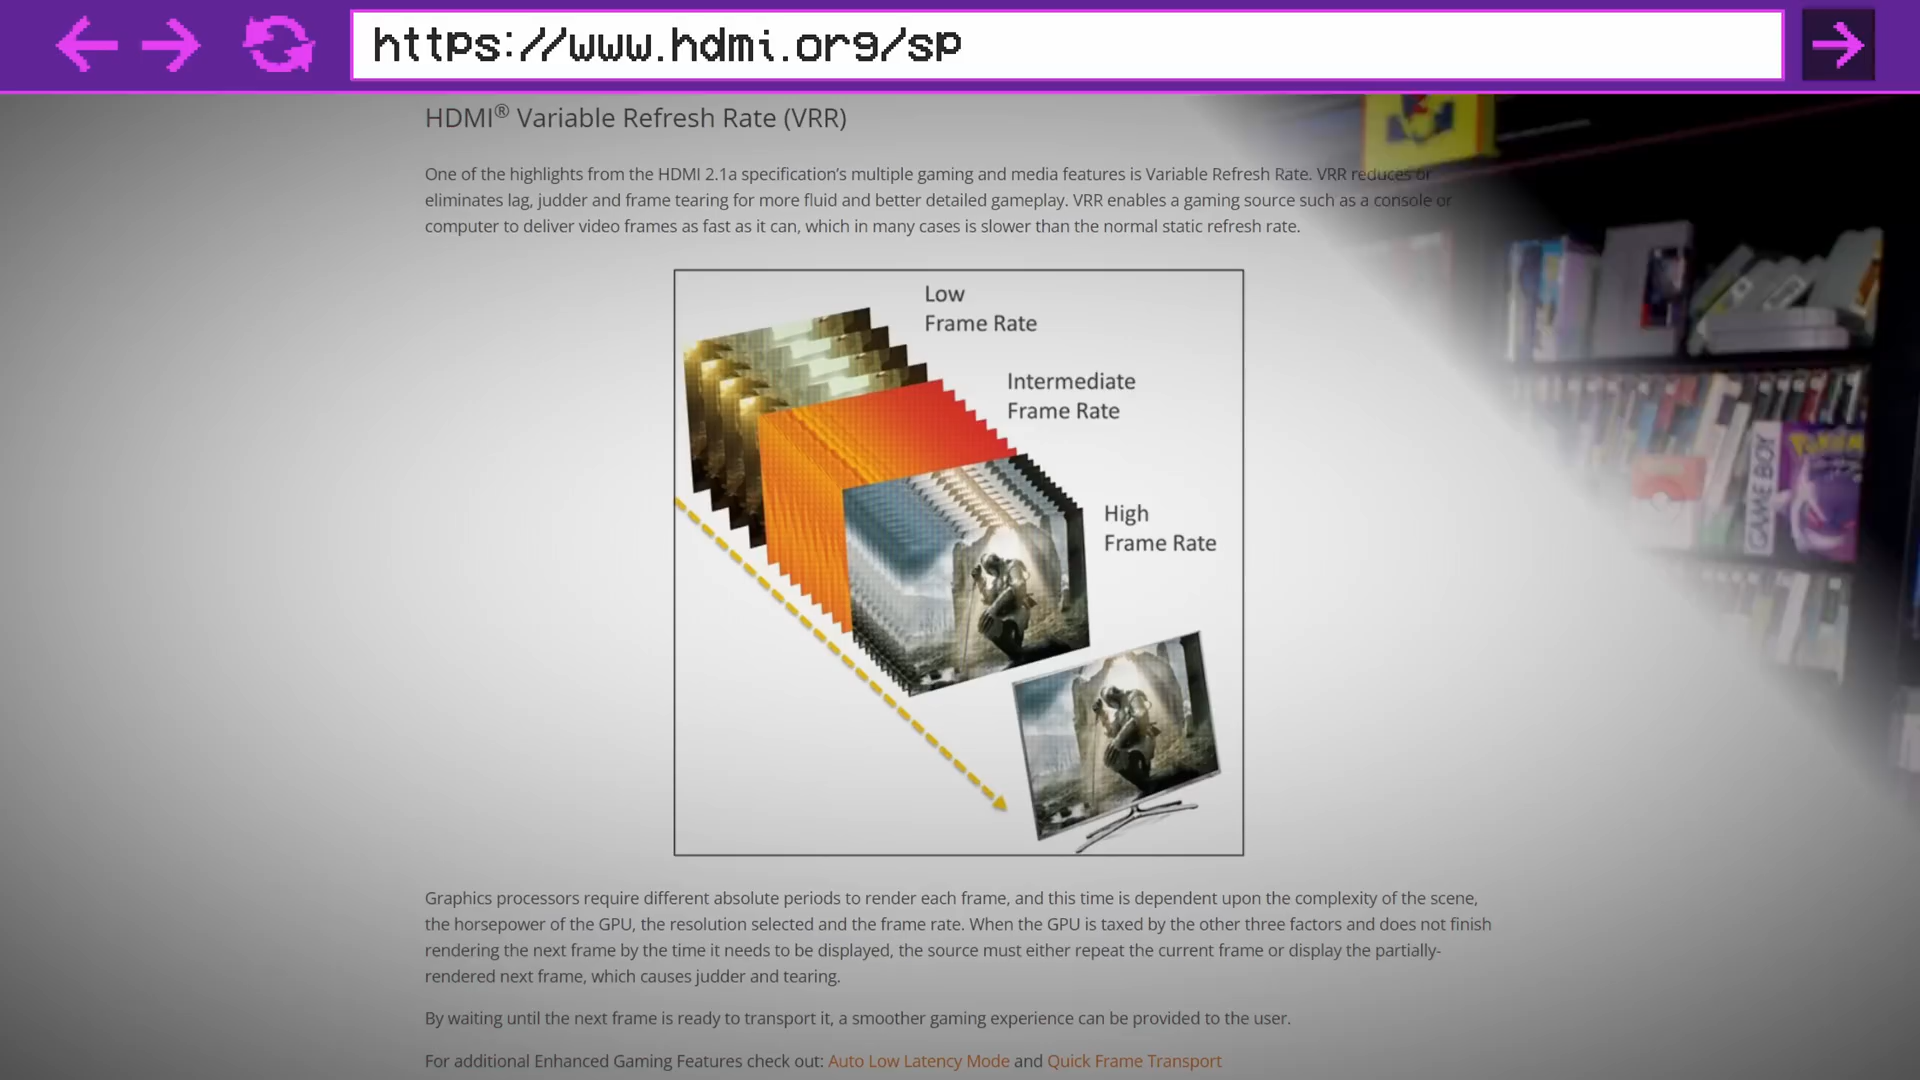 https://www.hdmi.org/sp
HDMI® Variable Refresh Rate (VRR)
One of the highlights from the HDMI 2.1a specification's multiple gaming and media features is Variable Refresh Rate. VRR reduces or
eliminates lag, judder and frame tearing for more fluid and better detailed gameplay. VRR enables a gaming source such as a console or
computer to deliver video frames as fast as it can, which in many cases is slower than the normal static refresh rate.
Low
Frame Rate
Intermediate
Frame Rate
High
Frame Rate
POKéMON
GAME BOY
Graphics processors require different absolute periods to render each frame, and this time is dependent upon the complexity of the scene,
the horsepower of the GPU, the resolution selected and the frame rate. When the GPU is taxed by the other three factors and does not finish
rendering the next frame by the time it needs to be displayed, the source must either repeat the current frame or display the partially-
rendered next frame, which causes judder and tearing.
By waiting until the next frame is ready to transport it, a smoother gaming experience can be provided to the user.
For additional Enhanced Gaming Features check out: Auto Low Latency Mode and Quick Frame Transport